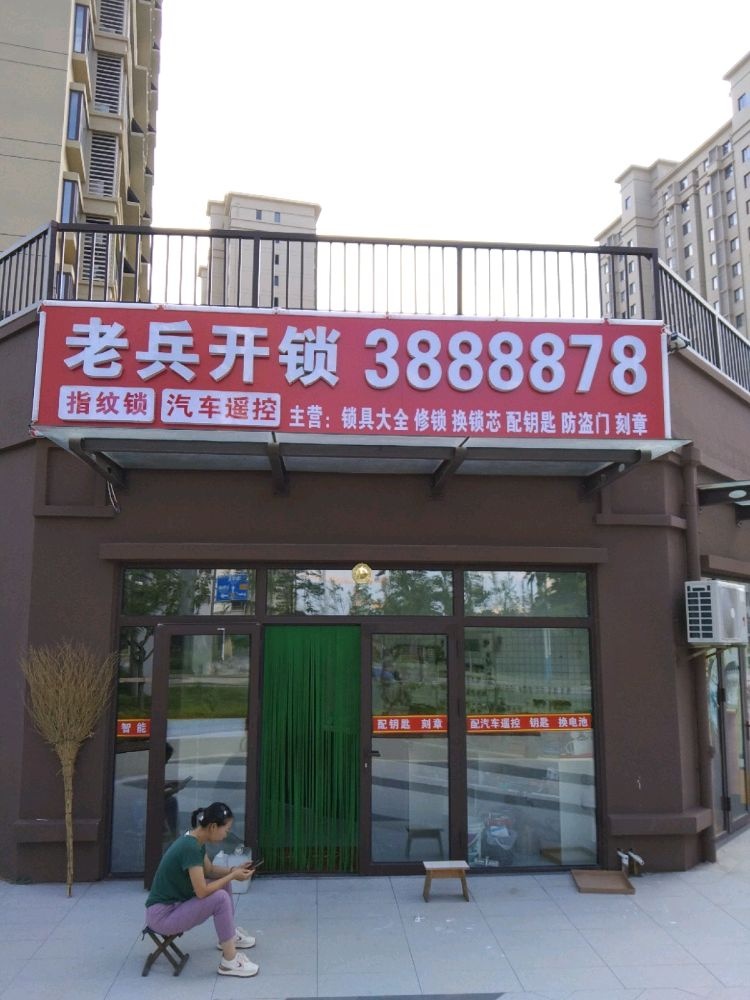 老兵开锁 3888878
指纹锁 汽车遥控 主营：锁具大全 修锁 换锁芯 配钥匙 防盗门 刻章
智能
配钥匙 刻章
配汽车遥控 钥匙 换电池